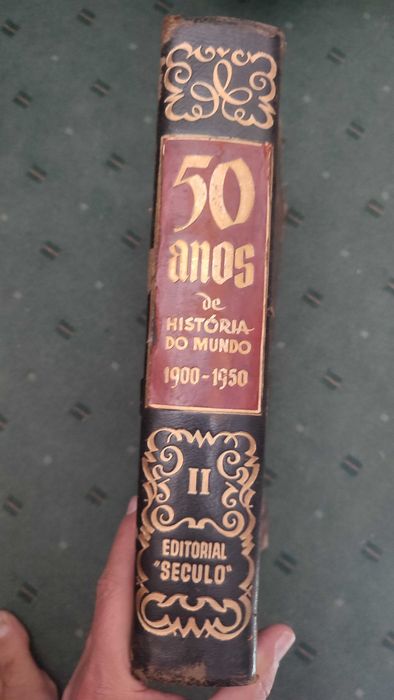 50
anos
de
HISTÓRIA
DO MUNDO
1900-1950
II
EDITORIAL
"SECULO"